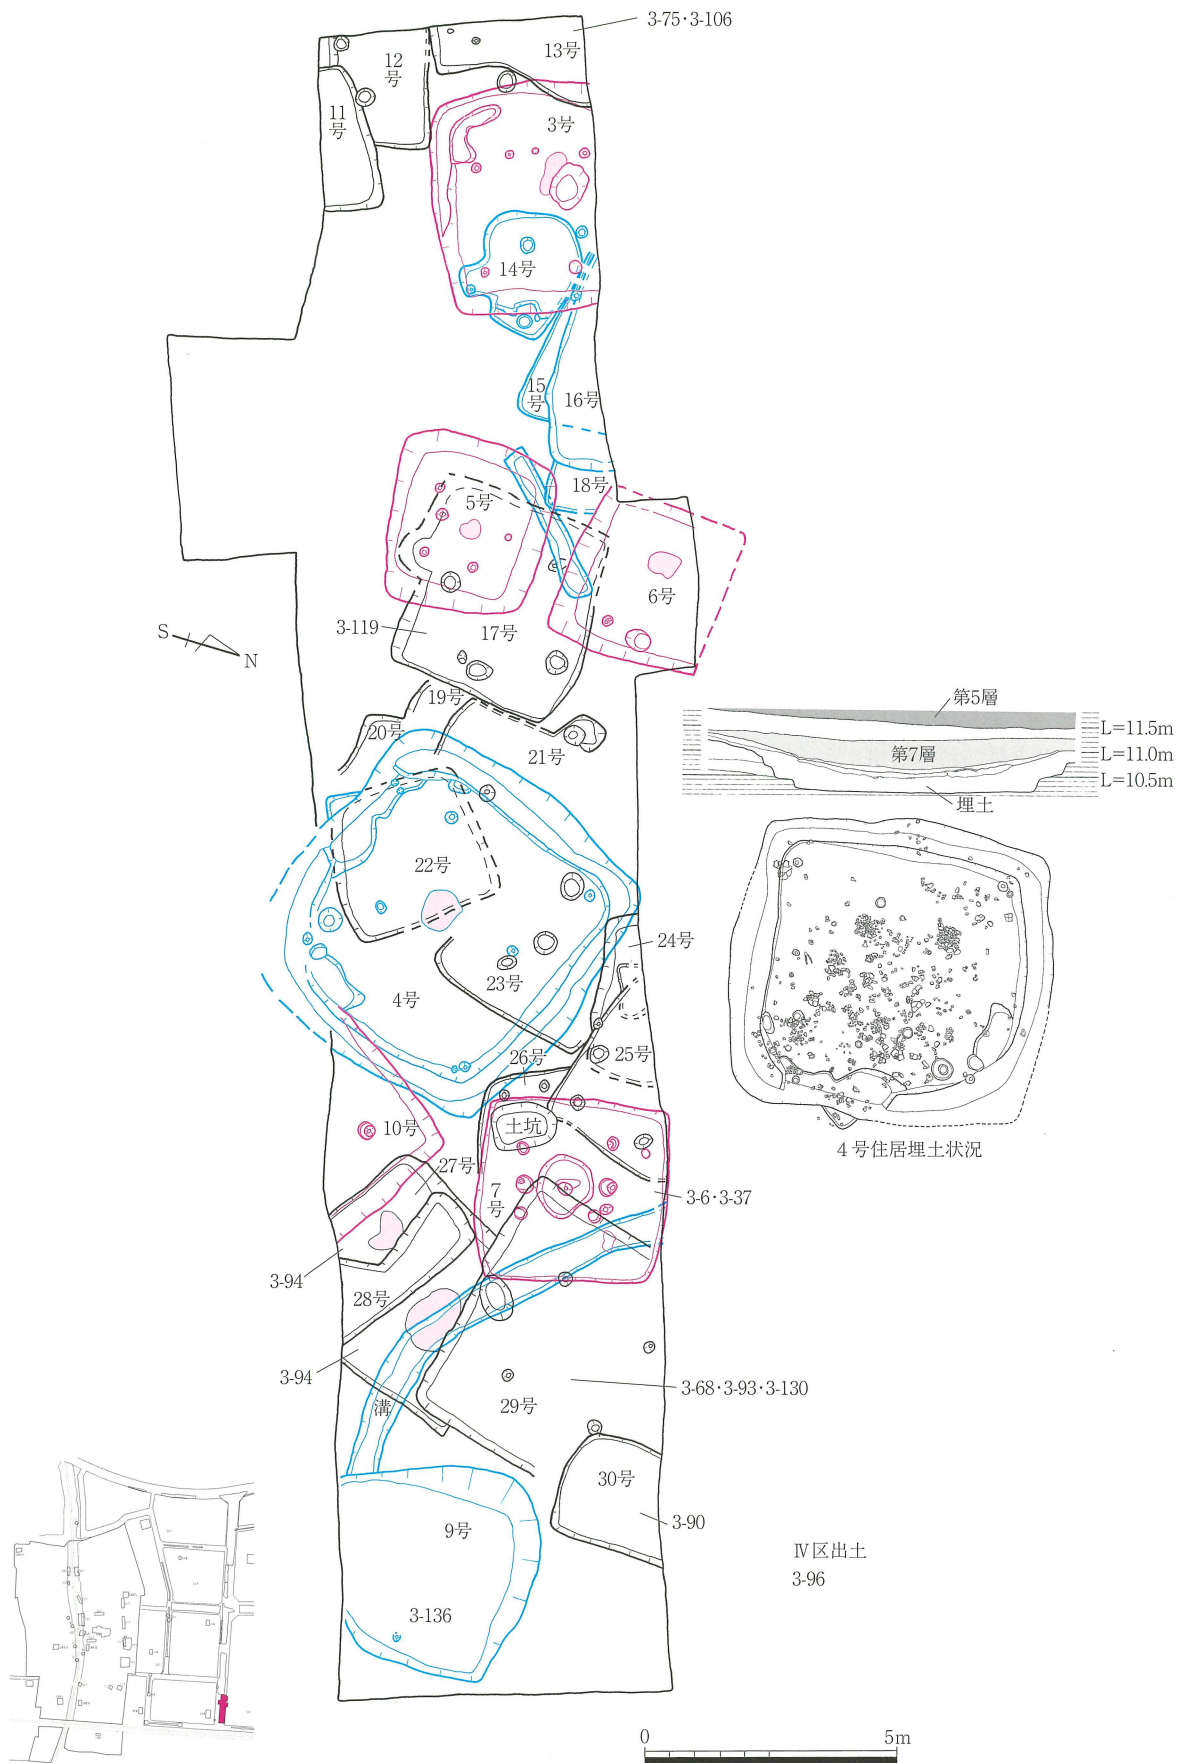 3-75・3-106
13号
12号
11号
3号
14号
15号
16号
18号
5号
6号
3-119
17号
S
N
19号
20号
21号
第5層
L=11.5m
第7層
L=11.0m
L=10.5m
埋土
22号
24号
23号
4号
25号
26号
土坑
10号
4号住居埋土状況
27号
7号
3-6・3-37
3-94
28号
3-94
3-68・3-93・3-130
溝
29号
30号
3-90
9号
Ⅳ区出土
3-96
3-136
0
5m